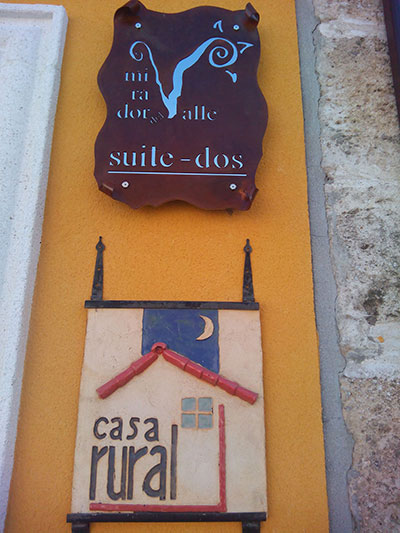 mi
ra
dor del Valle
suite-dos
casa
rural